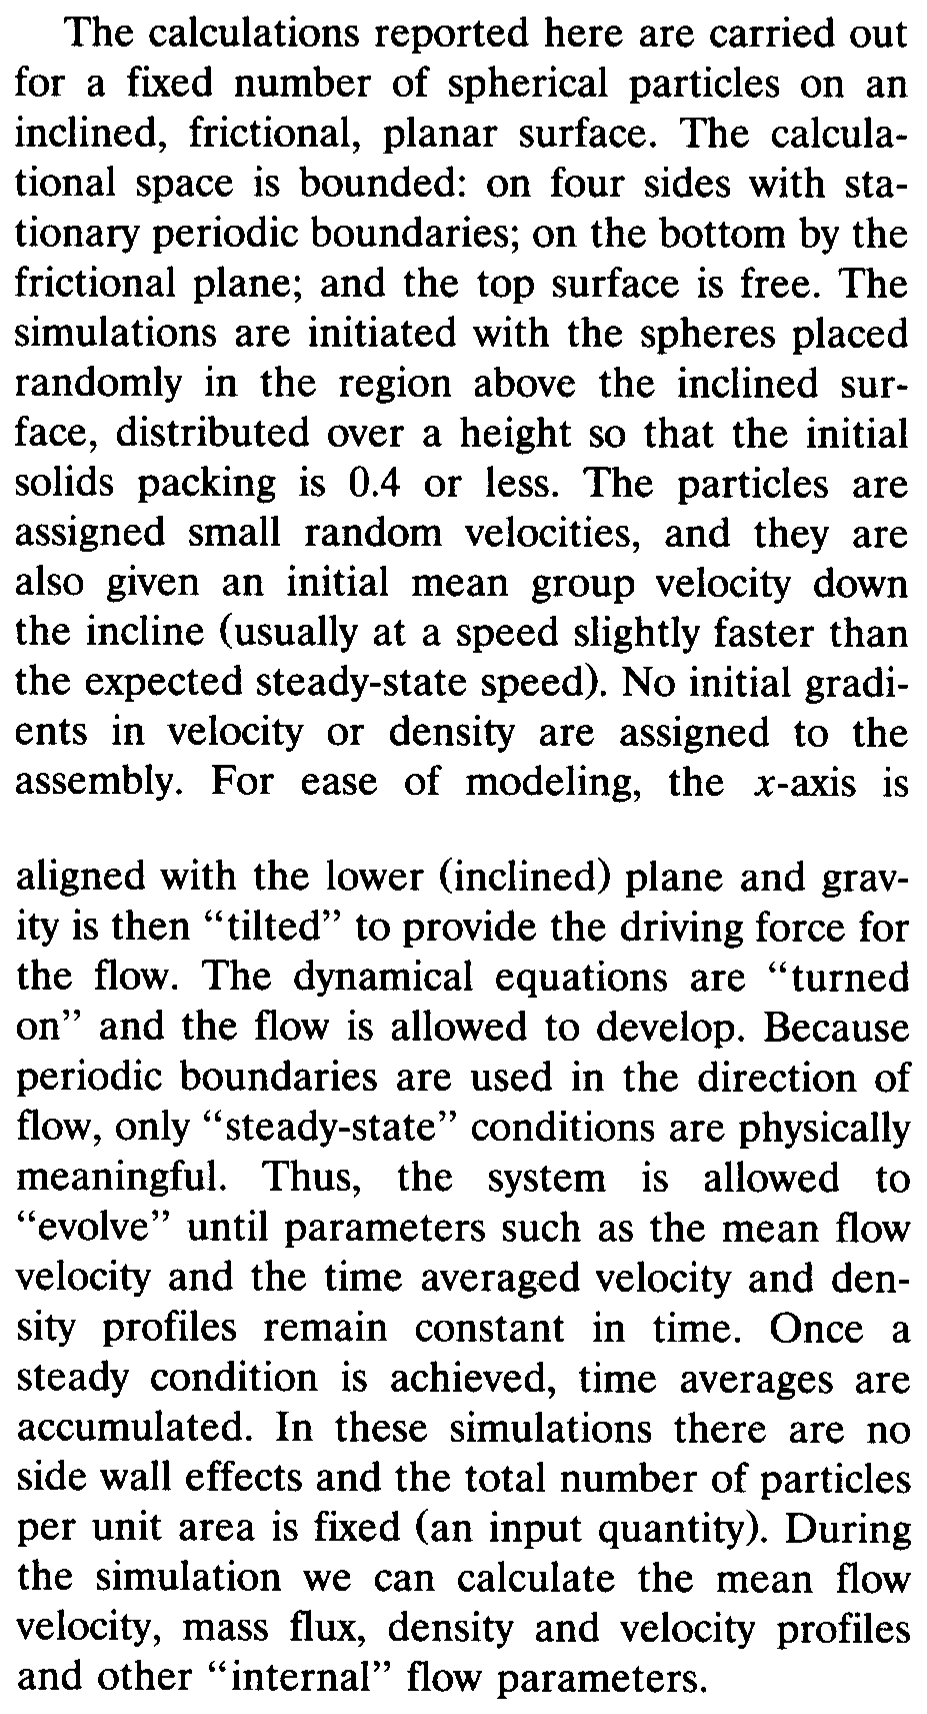 The calculations reported here are carried out
for a fixed number of spherical particles on an
inclined, frictional, planar surface. The calcula-
tional space is bounded: on four sides with sta-
tionary periodic boundaries; on the bottom by the
frictional plane; and the top surface is free. The
simulations are initiated with the spheres placed
randomly in the region above the inclined sur-
face, distributed over a height so that the initial
solids packing is 0.4 or less. The particles are
assigned small random velocities, and they are
also given an initial mean group velocity down
the incline (usually at a speed slightly faster than
the expected steady-state speed). No initial gradi-
ents in velocity or density are assigned to the
assembly. For ease of modeling, the x-axis is
aligned with the lower (inclined) plane and grav-
ity is then “tilted” to provide the driving force for
the flow. The dynamical equations are “turned
on” and the flow is allowed to develop. Because
periodic boundaries are used in the direction of
flow, only “steady-state” conditions are physically
meaningful. Thus, the system is allowed to
“evolve” until parameters such as the mean flow
velocity and the time averaged velocity and den-
sity profiles remain constant in time. Once a
steady condition is achieved, time averages are
accumulated. In these simulations there are no
side wall effects and the total number of particles
per unit area is fixed (an input quantity). During
the simulation we can calculate the mean flow
velocity, mass flux, density and velocity profiles
and other “internal” flow parameters.